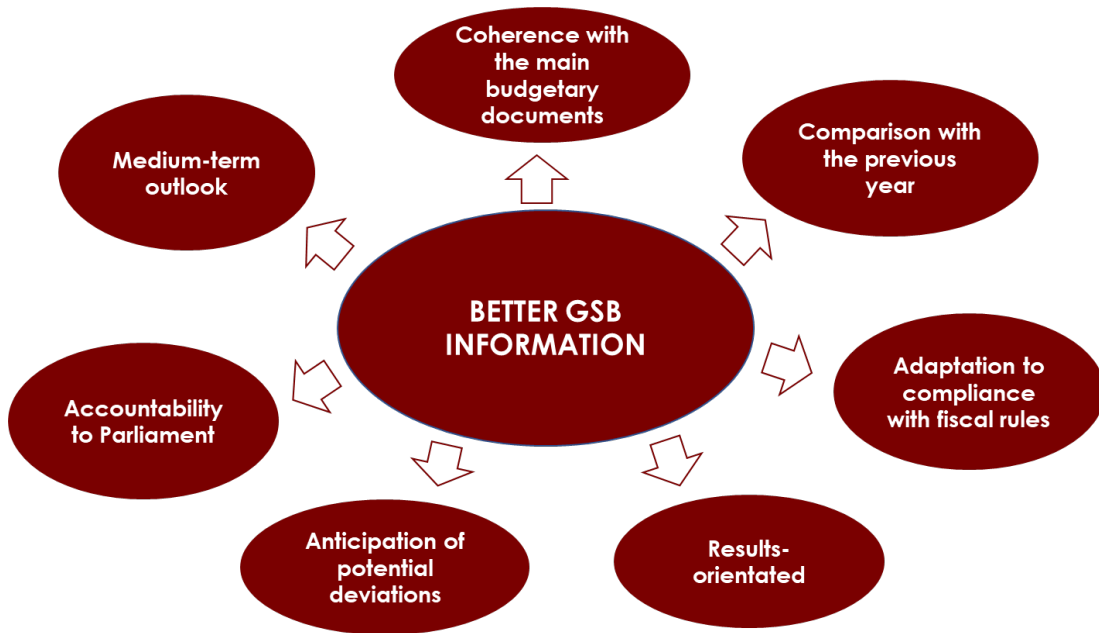 Coherence with
the main
budgetary
documents
Medium-term
outlook
Comparison with
the previous
year
BETTER GSB
INFORMATION
Accountability
to Parliament
Adaptation to
compliance
with fiscal rules
Anticipation of
potential
deviations
Results-
orientated